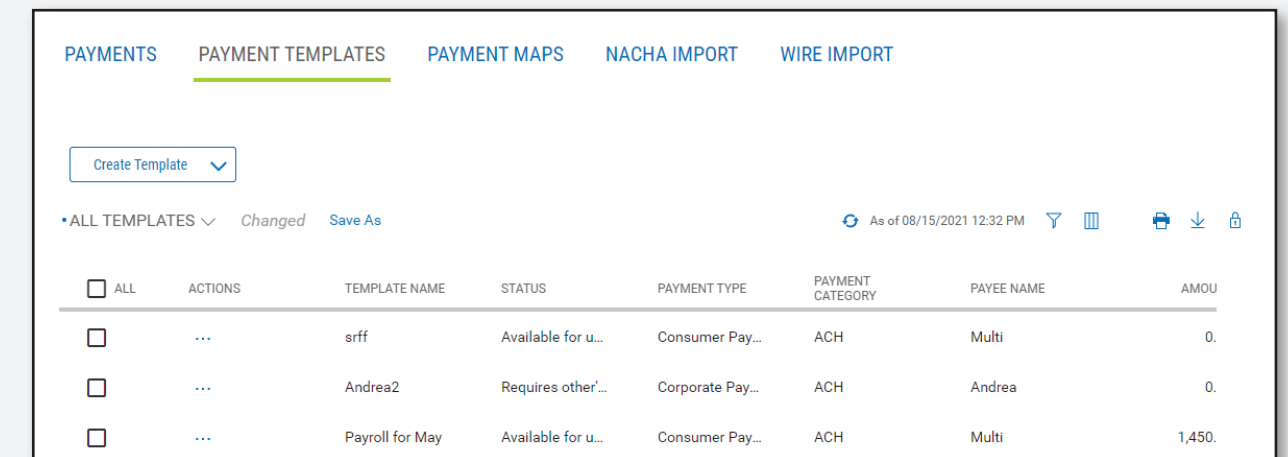 PAYMENTS PAYMENT TEMPLATES PAYMENT MAPS NACHA IMPORT WIRE IMPORT
Create Template
• ALL TEMPLATES Changed Save As As of 08/15/2021 12:32 PM
ALL ACTIONS TEMPLATE NAME STATUS PAYMENT TYPE PAYMENT CATEGORY PAYEE NAME AMOU
... srff Available for u... Consumer Pay... ACH Multi 0.
... Andrea2 Requires other'... Corporate Pay... ACH Andrea 0.
... Payroll for May Available for u... Consumer Pay... ACH Multi 1,450.